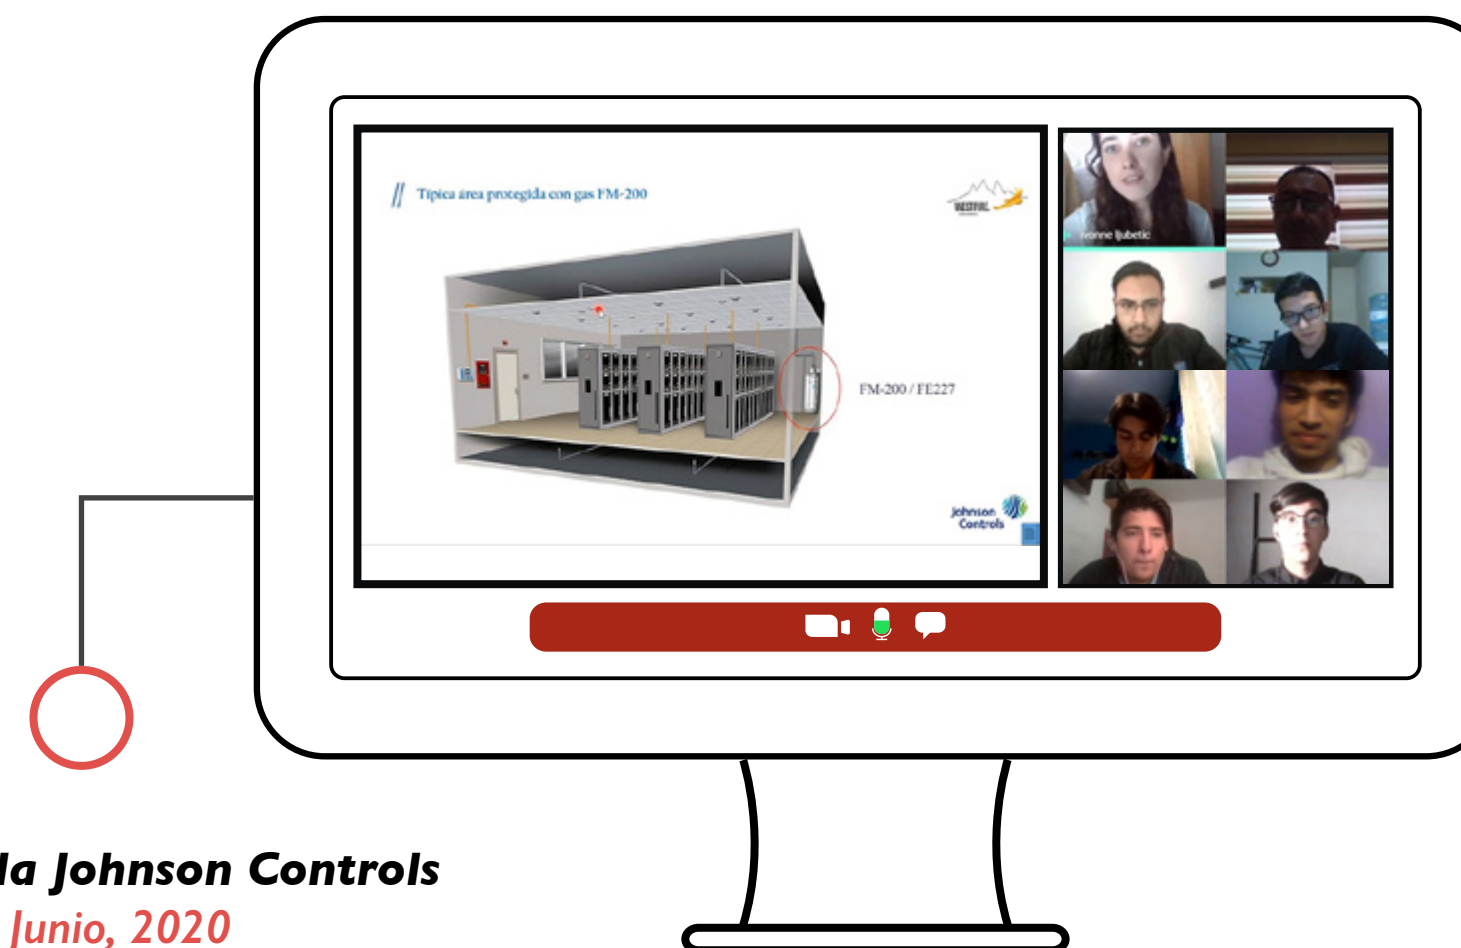 Típica área protegida con gas FM-200
WESTFIRE
FM-200 / FE227
Johnson
Controls
ivonne ljubetic
la Johnson Controls
Junio, 2020